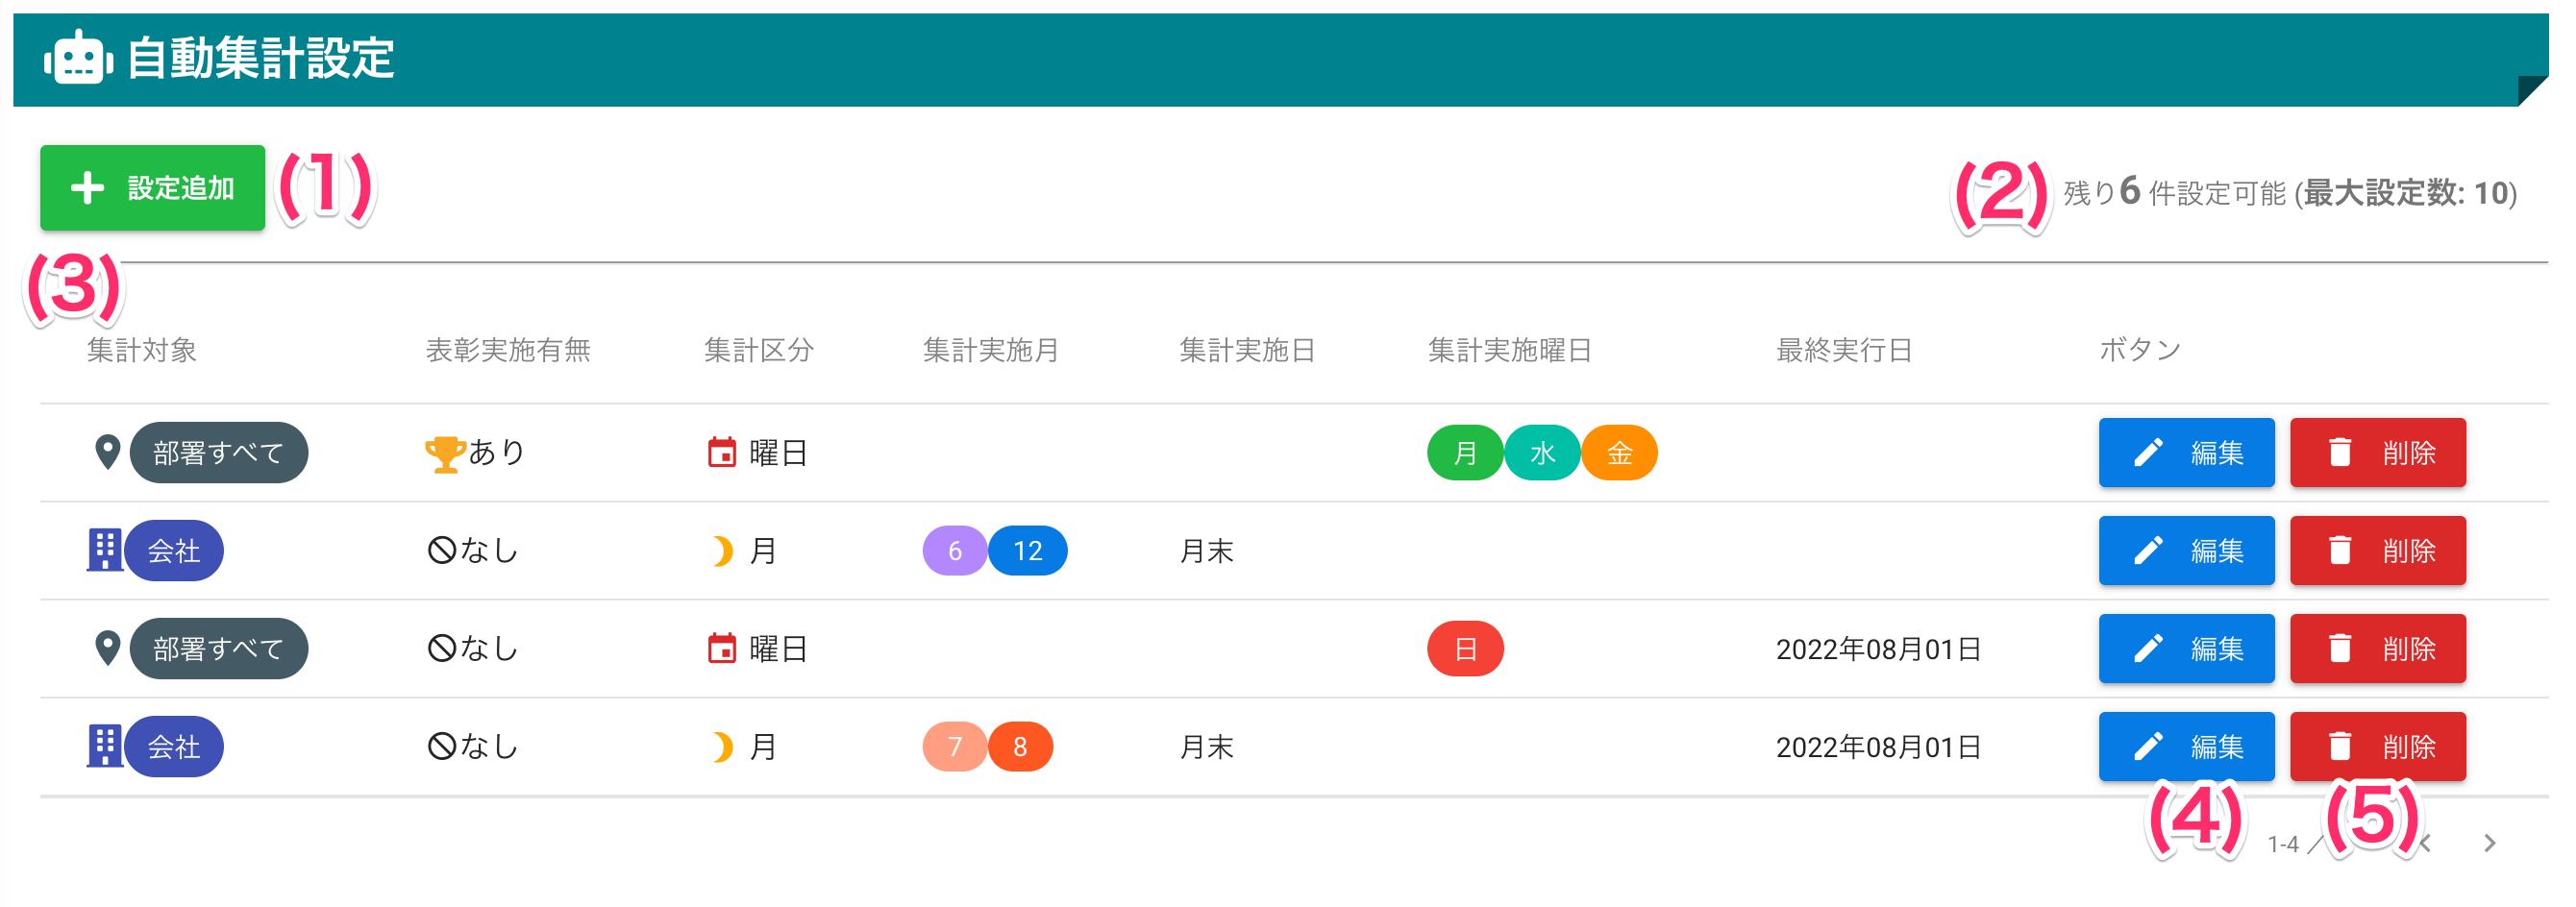 自動集計設定
設定追加 (1)
(2) 残り6 件設定可能 (最大設定数: 10)
(3)
集計対象 表彰実施有無 集計区分 集計実施月 集計実施日 集計実施曜日 最終実行日 ボタン
部署すべて あり 曜日 月 水 金 編集 削除
会社 なし 月 6 12 月末 編集 削除
部署すべて なし 曜日 日 2022年08月01日 編集 削除
会社 なし 月 7 8 月末 2022年08月01日 編集 削除
(4) (5)
1-4 /